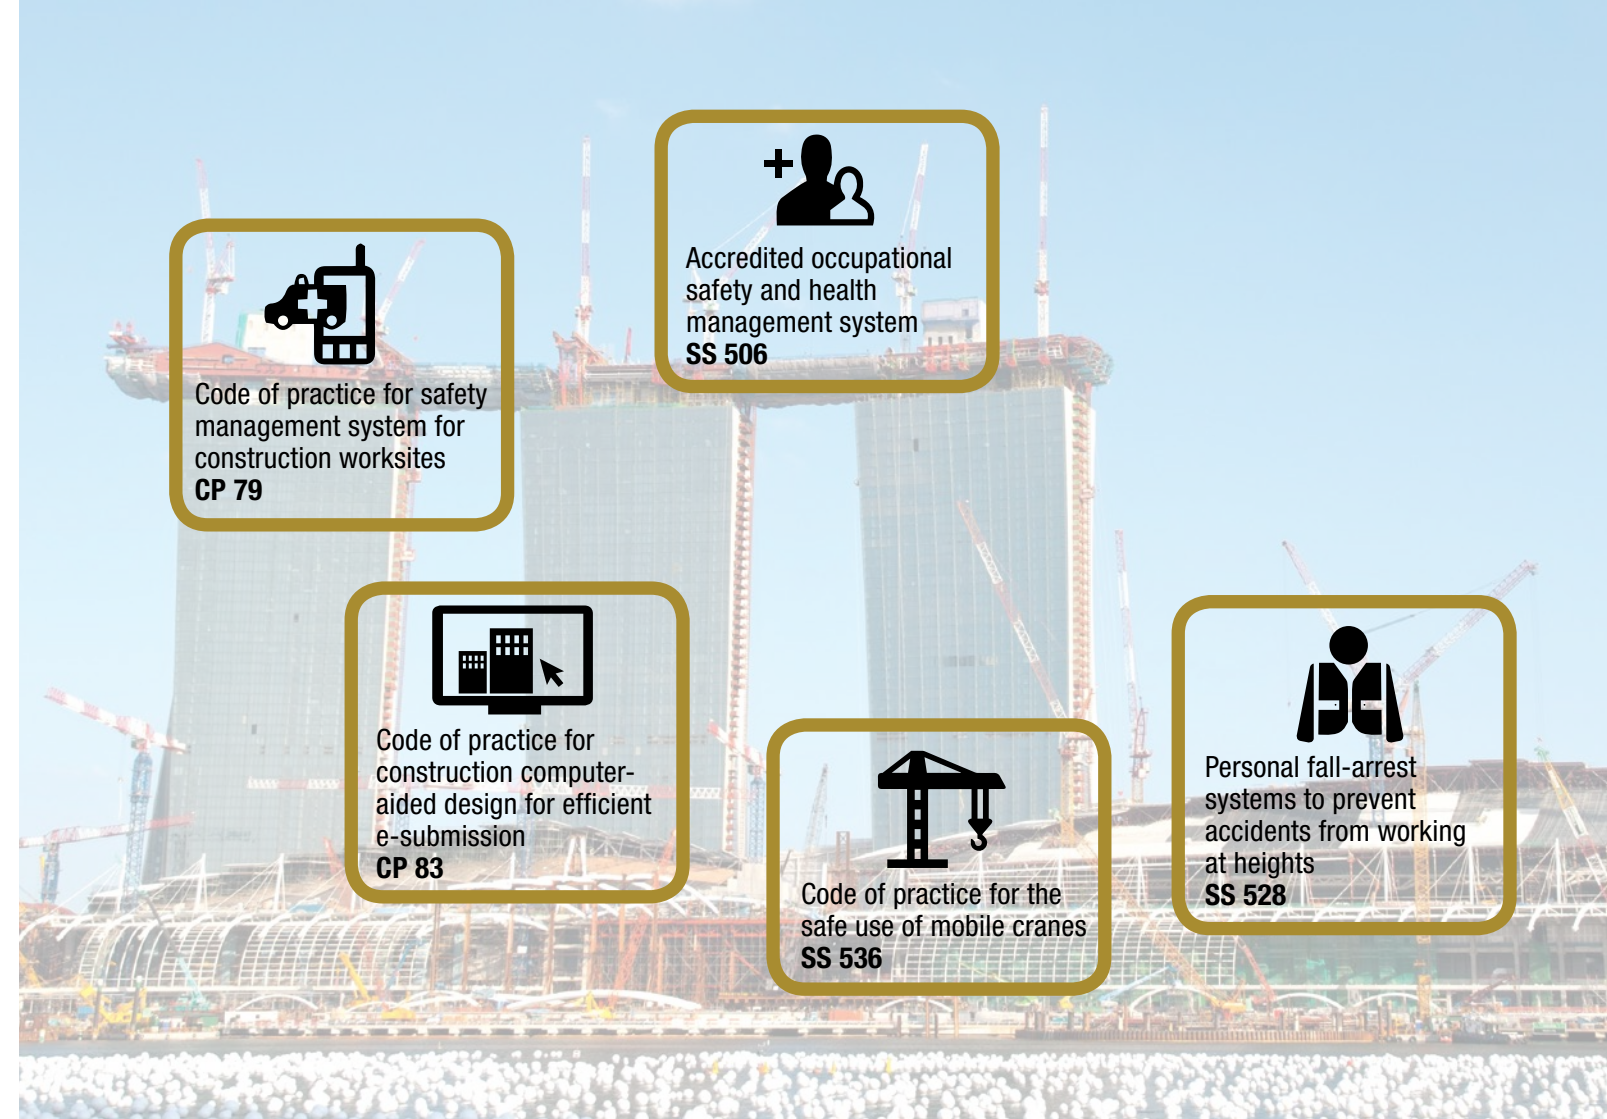 Accredited occupational
safety and health
management system
SS 506
Code of practice for safety
management system for
construction worksites
CP 79
Code of practice for
construction computer-
aided design for efficient
e-submission
CP 83
Code of practice for the
safe use of mobile cranes
SS 536
Personal fall-arrest
systems to prevent
accidents from working
at heights
SS 528